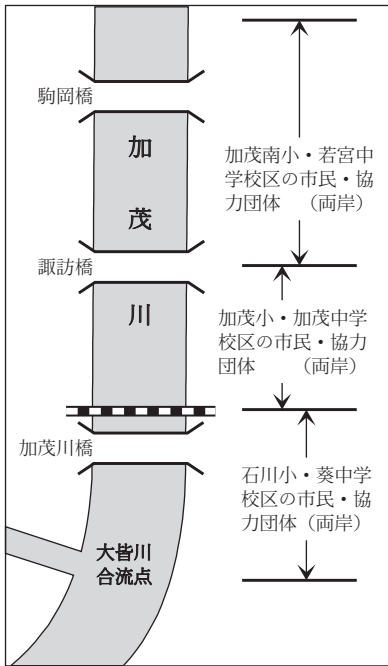 駒岡橋
加
茂
川
諏訪橋
加茂川橋
大皆川
合流点
加茂南小・若宮中
学校区の市民・協
力団体　（両岸）
加茂小・加茂中学
校区の市民・協力
団体　　（両岸）
石川小・葵中学
校区の市民・協
力団体（両岸）